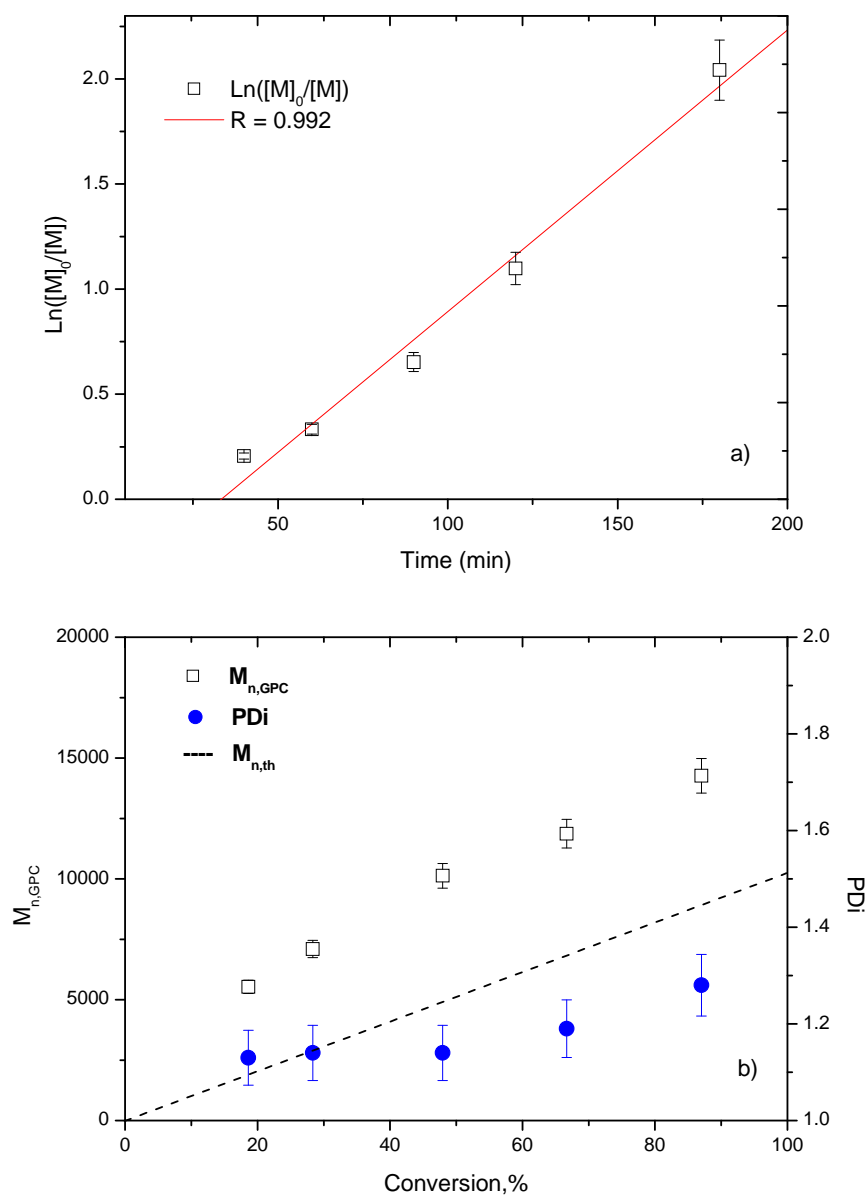 2.0
1.5
1.0
0.5
0.0
Ln([M]0/[M])
Ln([M]0/[M])
R = 0.992
a)
50 100 150 200
Time (min)
20000
15000
10000
5000
0
Mn,GPC
Mn,GPC
PDi
Mn,th
2.0
1.8
1.6
1.4
1.2
1.0
PDi
b)
0 20 40 60 80 100
Conversion,%